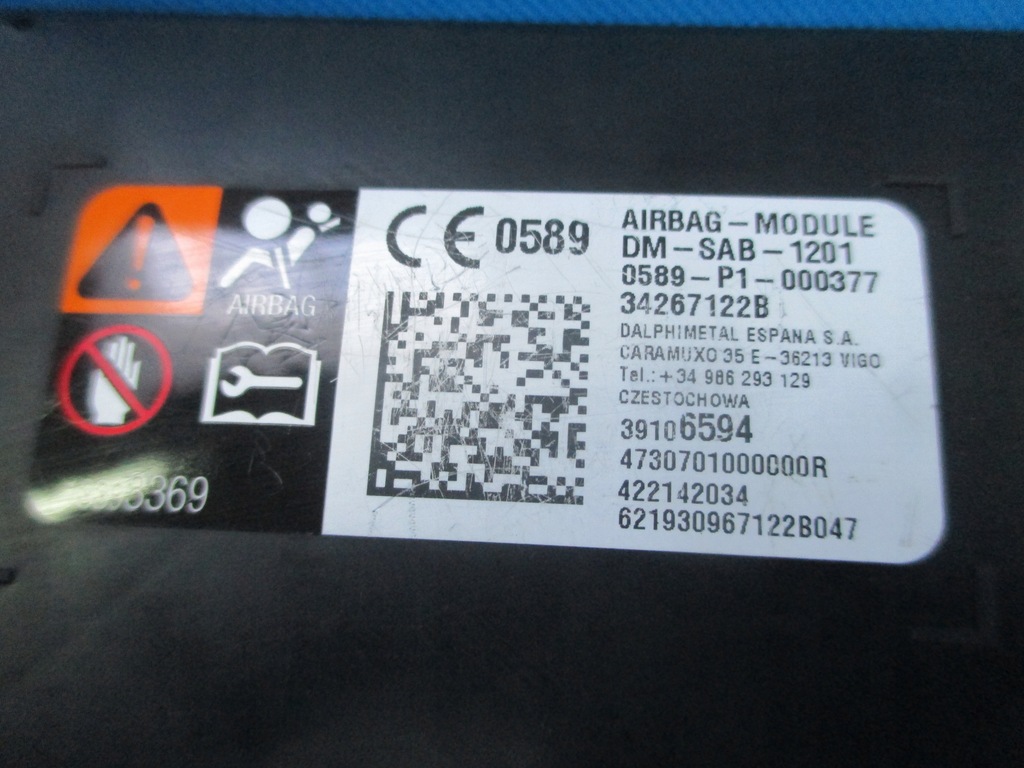 AIRBAG
CE 0589
AIRBAG-MODULE
DM-SAB-1201
0589-P1-000377
34267122B
DALPHIMETAL ESPANA S.A.
CARAMUXO 35 E-36213 VIGO
Tel.:+34 986 293 129
CZESTOCHOWA
39106594
4730701000000R
422142034
621930967122B047